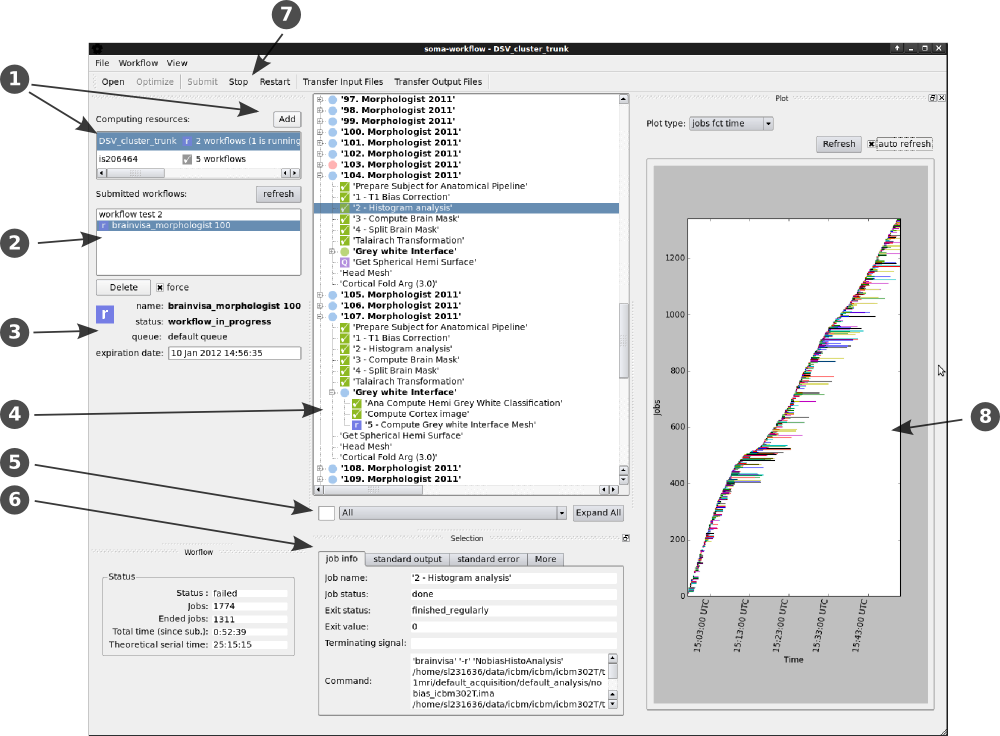 7
1
2
3
4
5
6
8
soma-workflow - DSV_cluster_trunk
File Workflow View
Open Optimize Submit Stop Restart Transfer Input Files Transfer Output Files
Computing resources: Add
DSV_cluster_trunk r 2 workflows (1 is running
is206464 5 workflows
Submitted workflows: refresh
workflow test 2
r brainvisa_morphologist 100
Delete force
r
name: brainvisa_morphologist 100
status: workflow_in_progress
queue: default queue
expiration date: 10 Jan 2012 14:56:35
Worflow
Status
Status : failed
Jobs: 1774
Ended jobs: 1311
Total time (since sub.): 0:52:39
Theoretical serial time: 25:15:15
'97. Morphologist 2011'
'98. Morphologist 2011'
'99. Morphologist 2011'
'100. Morphologist 2011'
'101. Morphologist 2011'
'102. Morphologist 2011'
'103. Morphologist 2011'
'104. Morphologist 2011'
'Prepare Subject for Anatomical Pipeline'
'1 - T1 Bias Correction'
'2 - Histogram analysis'
'3 - Compute Brain Mask'
'4 - Split Brain Mask'
'Talairach Transformation'
'Grey white Interface'
Q 'Get Spherical Hemi Surface'
'Head Mesh'
'Cortical Fold Arg (3.0)'
'105. Morphologist 2011'
'106. Morphologist 2011'
'107. Morphologist 2011'
'Prepare Subject for Anatomical Pipeline'
'1 - T1 Bias Correction'
'2 - Histogram analysis'
'3 - Compute Brain Mask'
'4 - Split Brain Mask'
'Talairach Transformation'
'Grey white Interface'
'Ana Compute Hemi Grey White Classification'
'Compute Cortex image'
r '5 - Compute Grey white Interface Mesh'
'Get Spherical Hemi Surface'
'Head Mesh'
'Cortical Fold Arg (3.0)'
'108. Morphologist 2011'
'109. Morphologist 2011'
All Expand All
Selection
job info standard output standard error More
Job name: '2 - Histogram analysis'
Job status: done
Exit status: finished_regularly
Exit value: 0
Terminating signal:
Command:
'brainvisa' '-r' 'NobiasHistoAnalysis'
/home/sl231636/icbm/icbm/icbm302T/t
1mri/default_acquisition/default_analysis/no
bias_icbm302T.ima
/home/sl231636/icbm/icbm/icbm302T/t
Plot
Plot type: jobs fct time
Refresh auto refresh
1200
1000
800
600
400
200
0
Jobs
15:03:00 UTC
15:13:00 UTC
15:23:00 UTC
15:33:00 UTC
15:43:00 UTC
Time